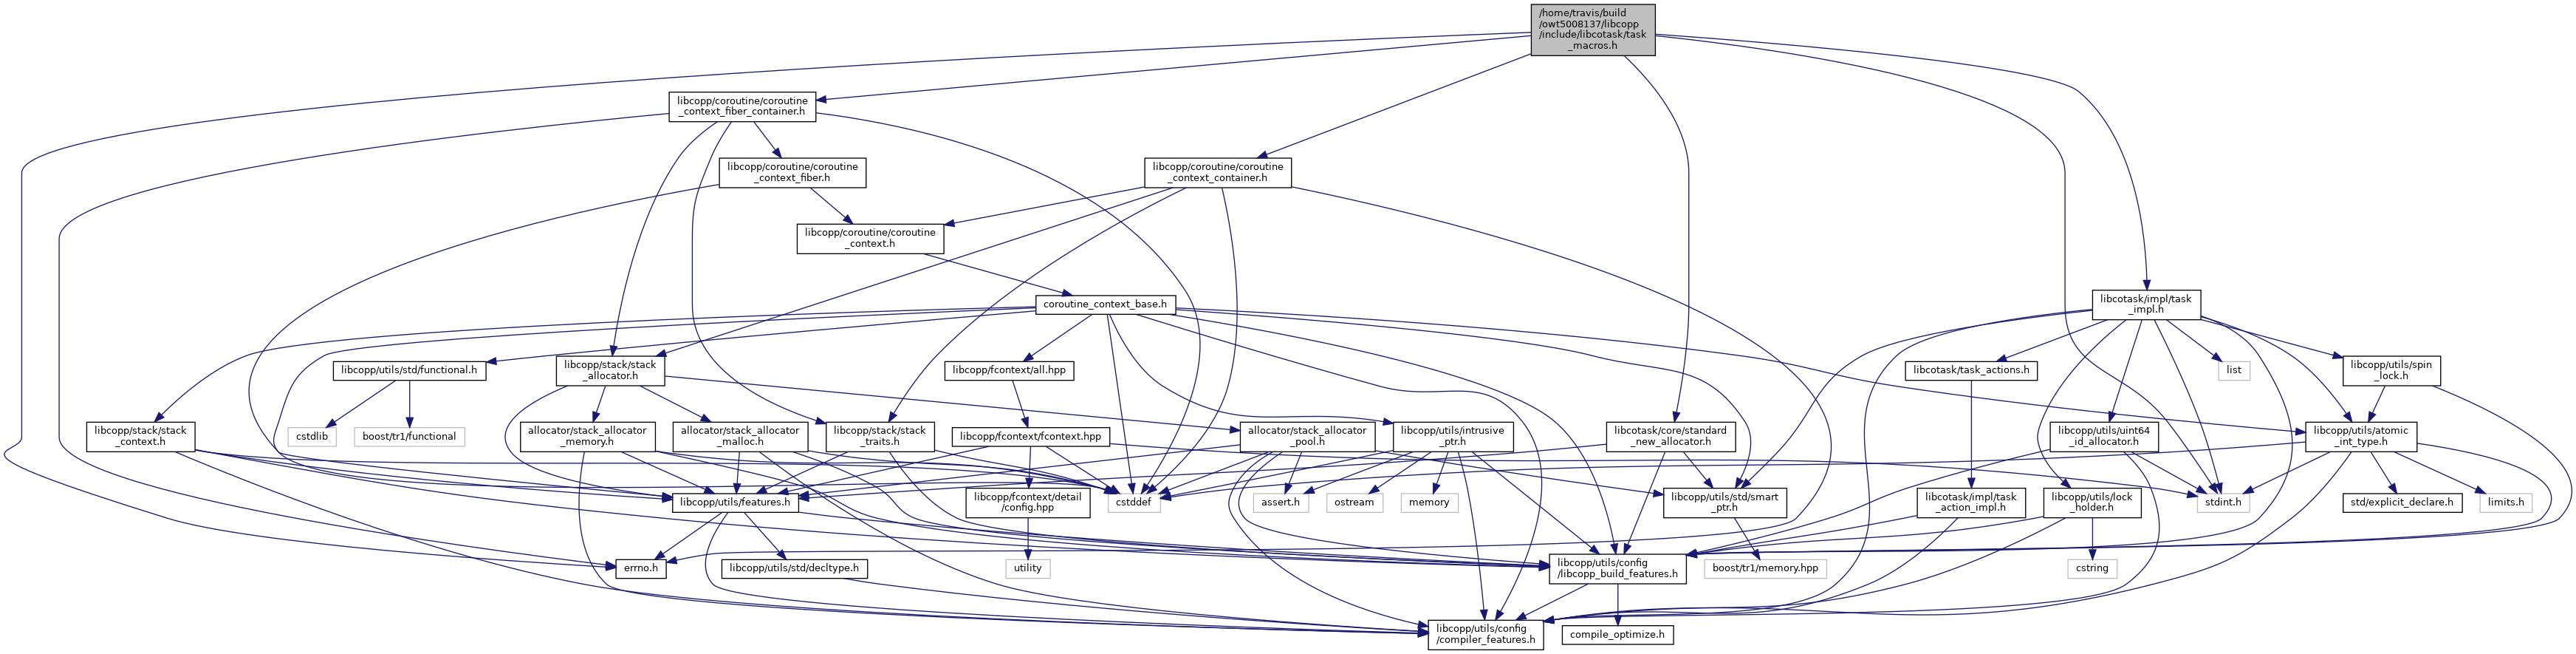 /home/travis/build
/owt5008137/libcopp
/include/libcotask/task
_macros.h
libcopp/coroutine/coroutine
_context_fiber_container.h
libcopp/coroutine/coroutine
_context_fiber.h
libcopp/coroutine/coroutine
_context_container.h
libcopp/coroutine/coroutine
_context.h
coroutine_context_base.h
libcotask/impl/task
_impl.h
libcopp/utils/std/functional.h
libcopp/stack/stack
_allocator.h
libcopp/fcontext/all.hpp
libcotask/task_actions.h
list
libcopp/utils/spin
_lock.h
libcopp/stack/stack
_context.h
cstdlib
boost/tr1/functional
allocator/stack_allocator
_memory.h
allocator/stack_allocator
_malloc.h
libcopp/stack/stack
_traits.h
libcopp/fcontext/fcontext.hpp
allocator/stack_allocator
_pool.h
libcopp/utils/intrusive
_ptr.h
libcotask/core/standard
_new_allocator.h
libcopp/utils/uint64
_id_allocator.h
libcopp/utils/atomic
_int_type.h
libcopp/utils/features.h
cstddef
libcopp/fcontext/detail
/config.hpp
assert.h
ostream
memory
libcopp/utils/std/smart
_ptr.h
libcotask/impl/task
_action_impl.h
libcopp/utils/lock
_holder.h
stdint.h
std/explicit_declare.h
limits.h
errno.h
libcopp/utils/std/decltype.h
utility
libcopp/utils/config
/libcopp_build_features.h
boost/tr1/memory.hpp
cstring
libcopp/utils/config
/compiler_features.h
compile_optimize.h